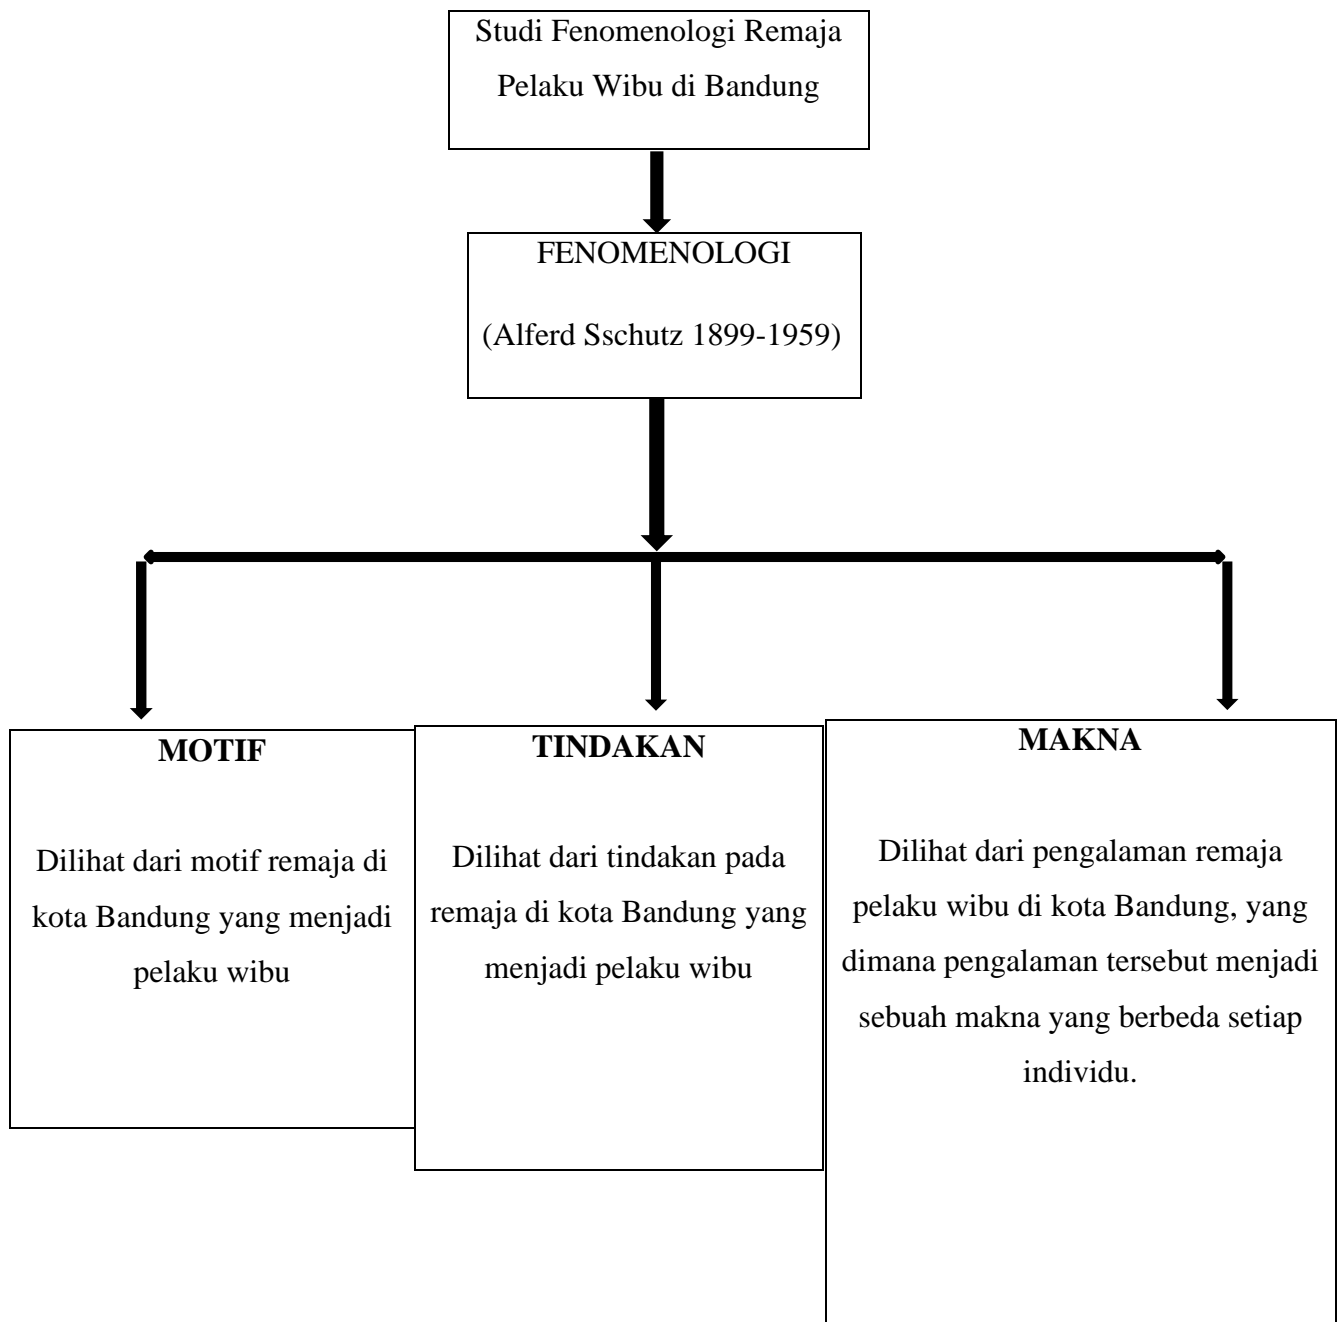 Studi Fenomenologi Remaja
Pelaku Wibu di Bandung
FENOMENOLOGI
(Alferd Sschutz 1899-1959)
MOTIF
Dilihat dari motif remaja di
kota Bandung yang menjadi
pelaku wibu
TINDAKAN
Dilihat dari tindakan pada
remaja di kota Bandung yang
menjadi pelaku wibu
MAKNA
Dilihat dari pengalaman remaja
pelaku wibu di kota Bandung, yang
dimana pengalaman tersebut menjadi
sebuah makna yang berbeda setiap
individu.